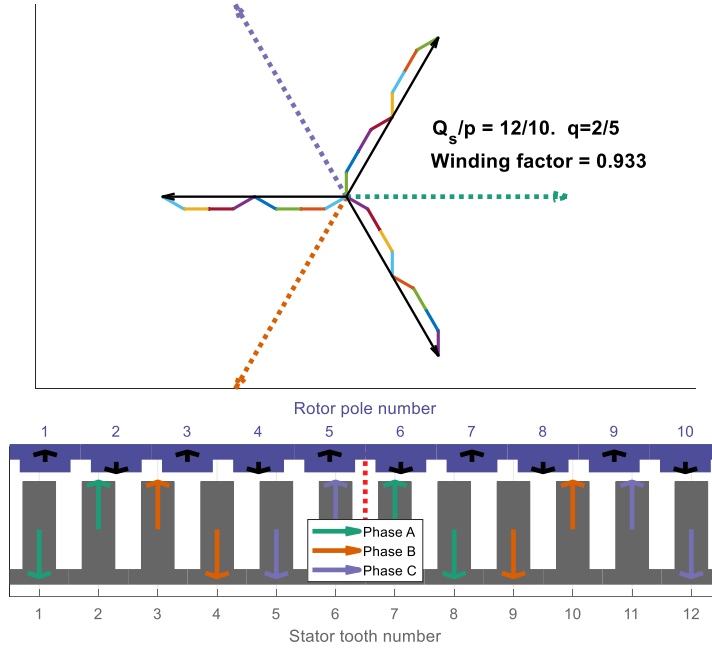 Q_s/p = 12/10.  q=2/5
Winding factor = 0.933
Rotor pole number
1 2 3 4 5 6 7 8 9 10
Phase A
Phase B
Phase C
1 2 3 4 5 6 7 8 9 10 11 12
Stator tooth number